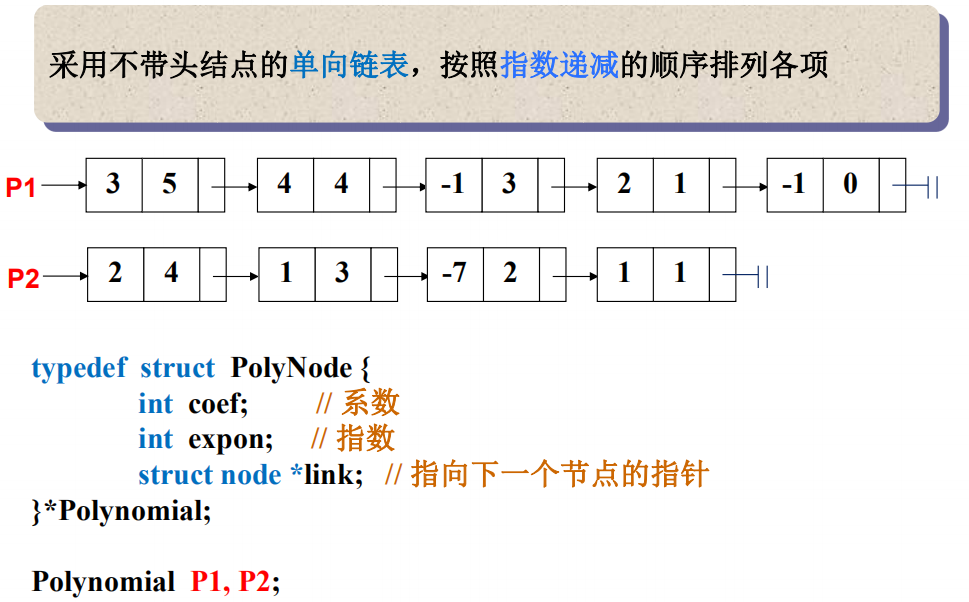 采用不带头结点的单向链表，按照指数递减的顺序排列各项
P1 3 5 4 4 -1 3 2 1 -1 0
P2 2 4 1 3 -7 2 1 1
typedef struct PolyNode {
int coef; // 系数
int expon; // 指数
struct node *link; // 指向下一个节点的指针
}*Polynomial;
Polynomial P1, P2;